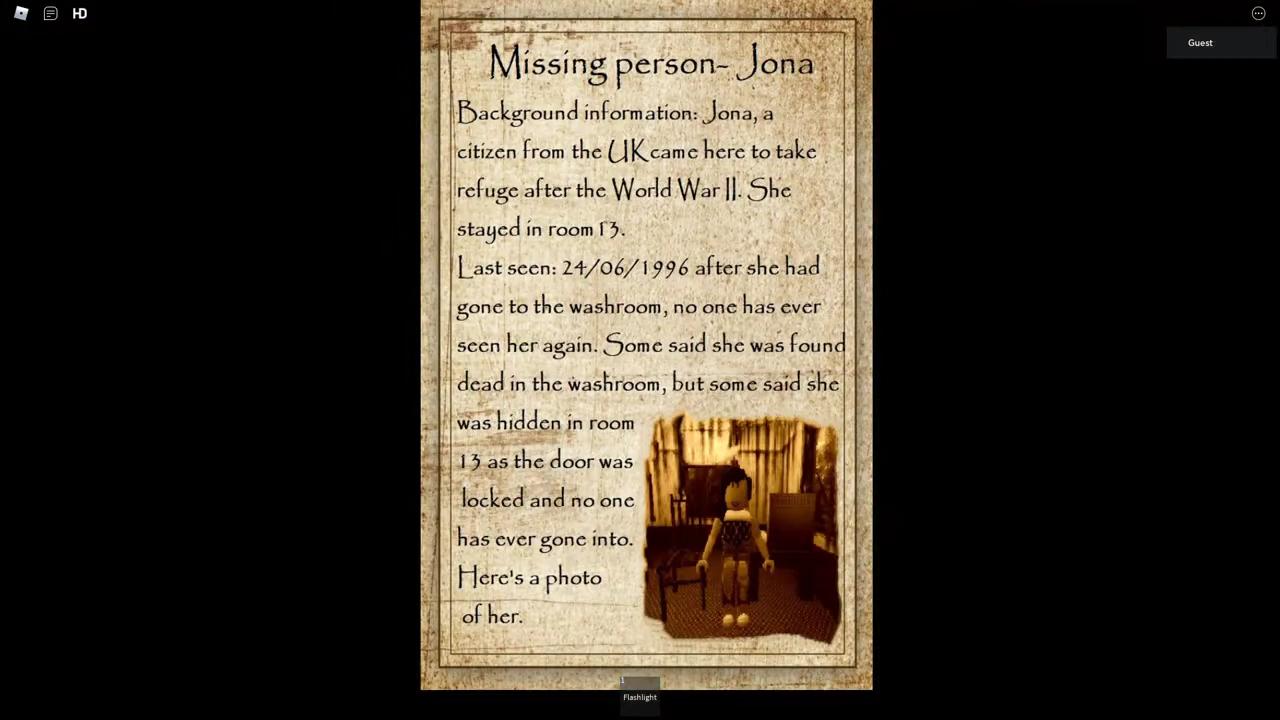 HD
Guest
Missing person- Jona
Background information: Jona, a
citizen from the UK came here to take
refuge after the World War II. She
stayed in room 13.
Last seen: 24/06/1996 after she had
gone to the washroom, no one has ever
seen her again. Some said she was found
dead in the washroom, but some said she
was hidden in room
13 as the door was
locked and no one
has ever gone into.
Here's a photo
of her.
1
Flashlight